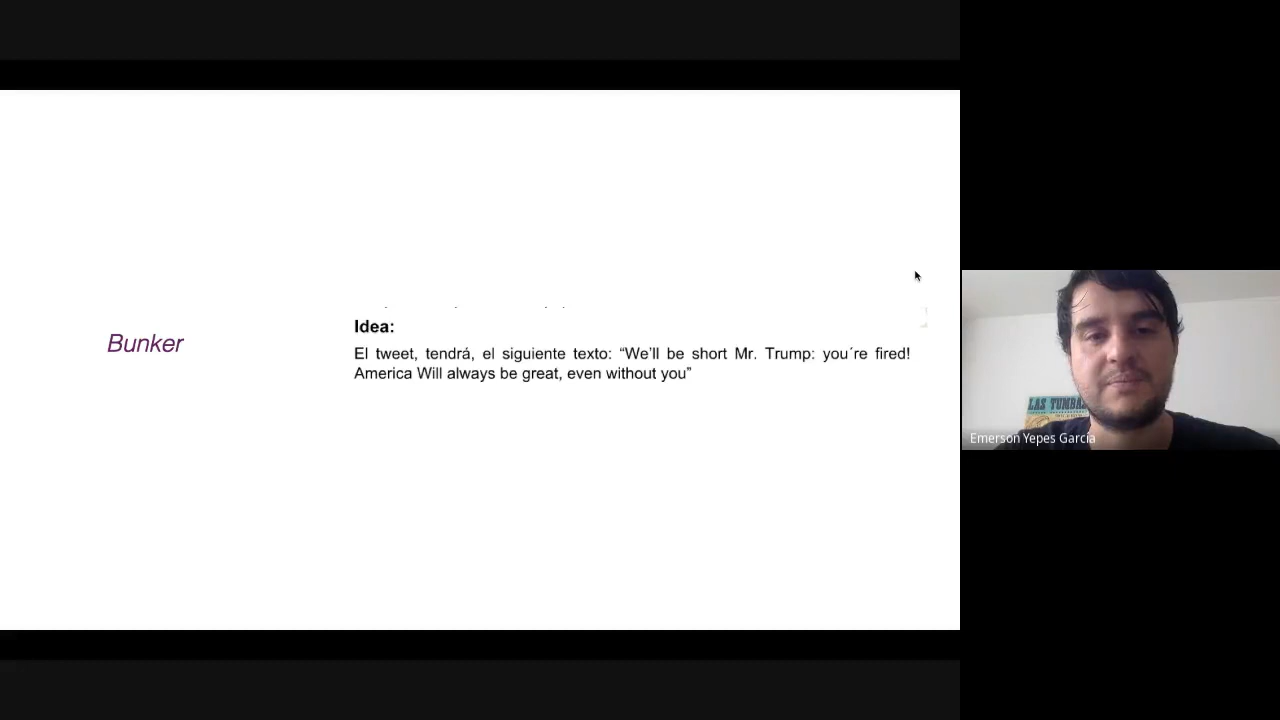 Bunker
Idea:
El tweet, tendrá, el siguiente texto: “We’ll be short Mr. Trump: you´re fired!
America Will always be great, even without you”
LAS TUMBAS
Emerson Yepes García